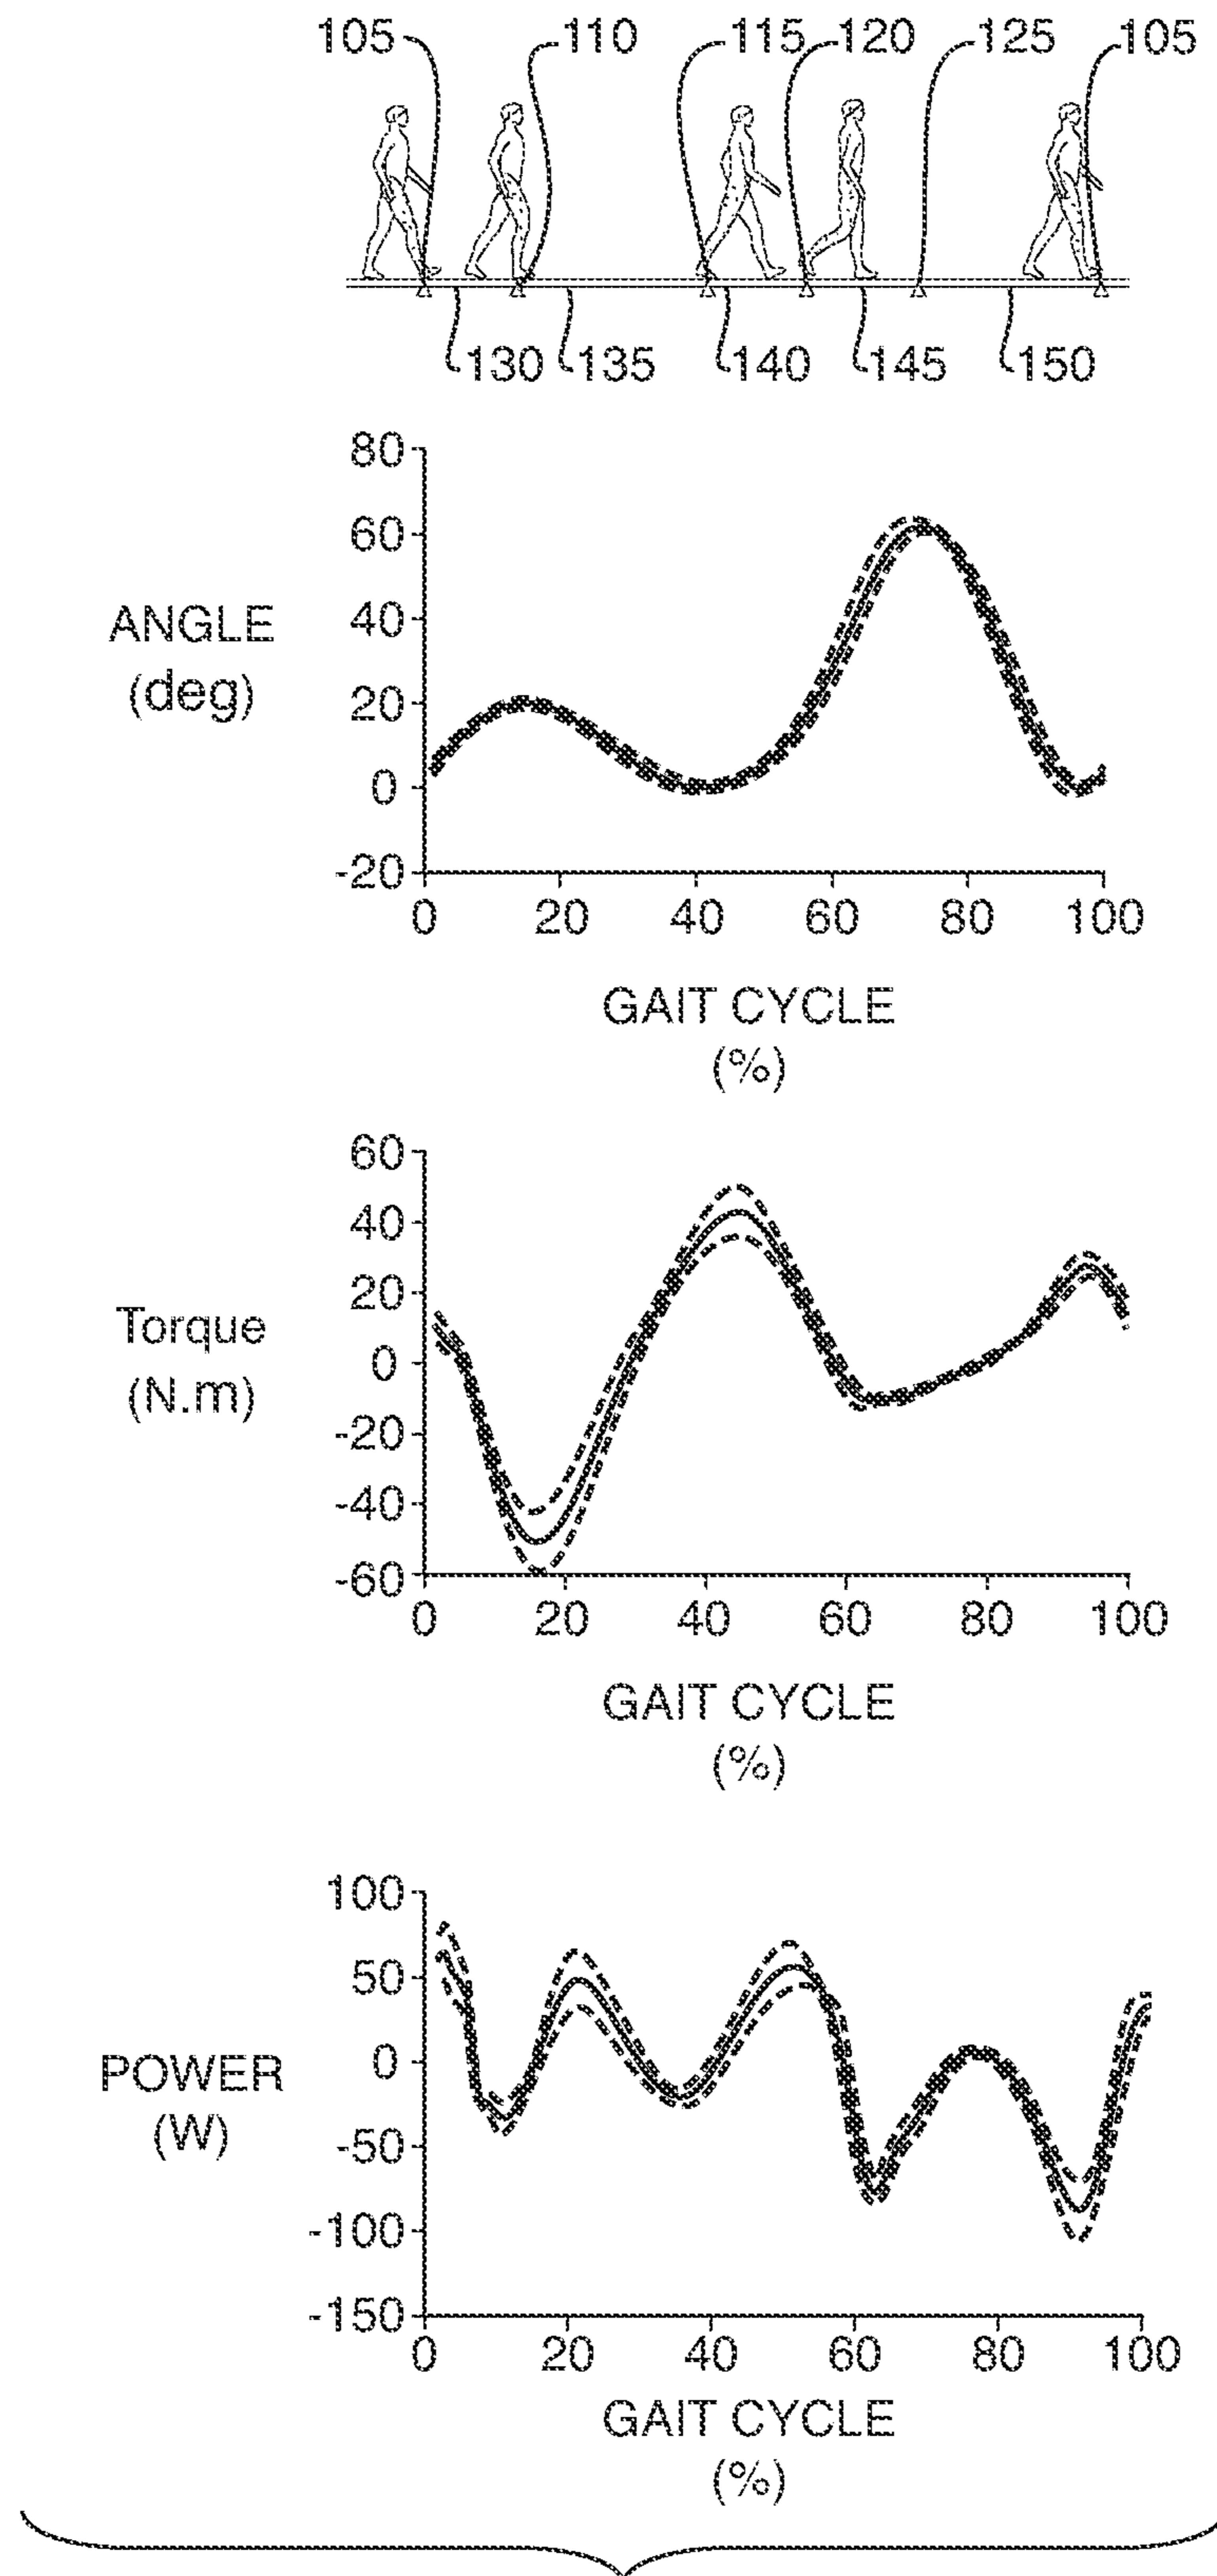 105 110 115 120 125 105
130 135 140 145 150
80
60
40
20
0
-20
ANGLE
(deg)
0 20 40 60 80 100
GAIT CYCLE
(%)
60
40
20
0
-20
-40
-60
Torque
(N.m)
0 20 40 60 80 100
GAIT CYCLE
(%)
100
50
0
-50
-100
-150
POWER
(W)
0 20 40 60 80 100
GAIT CYCLE
(%)